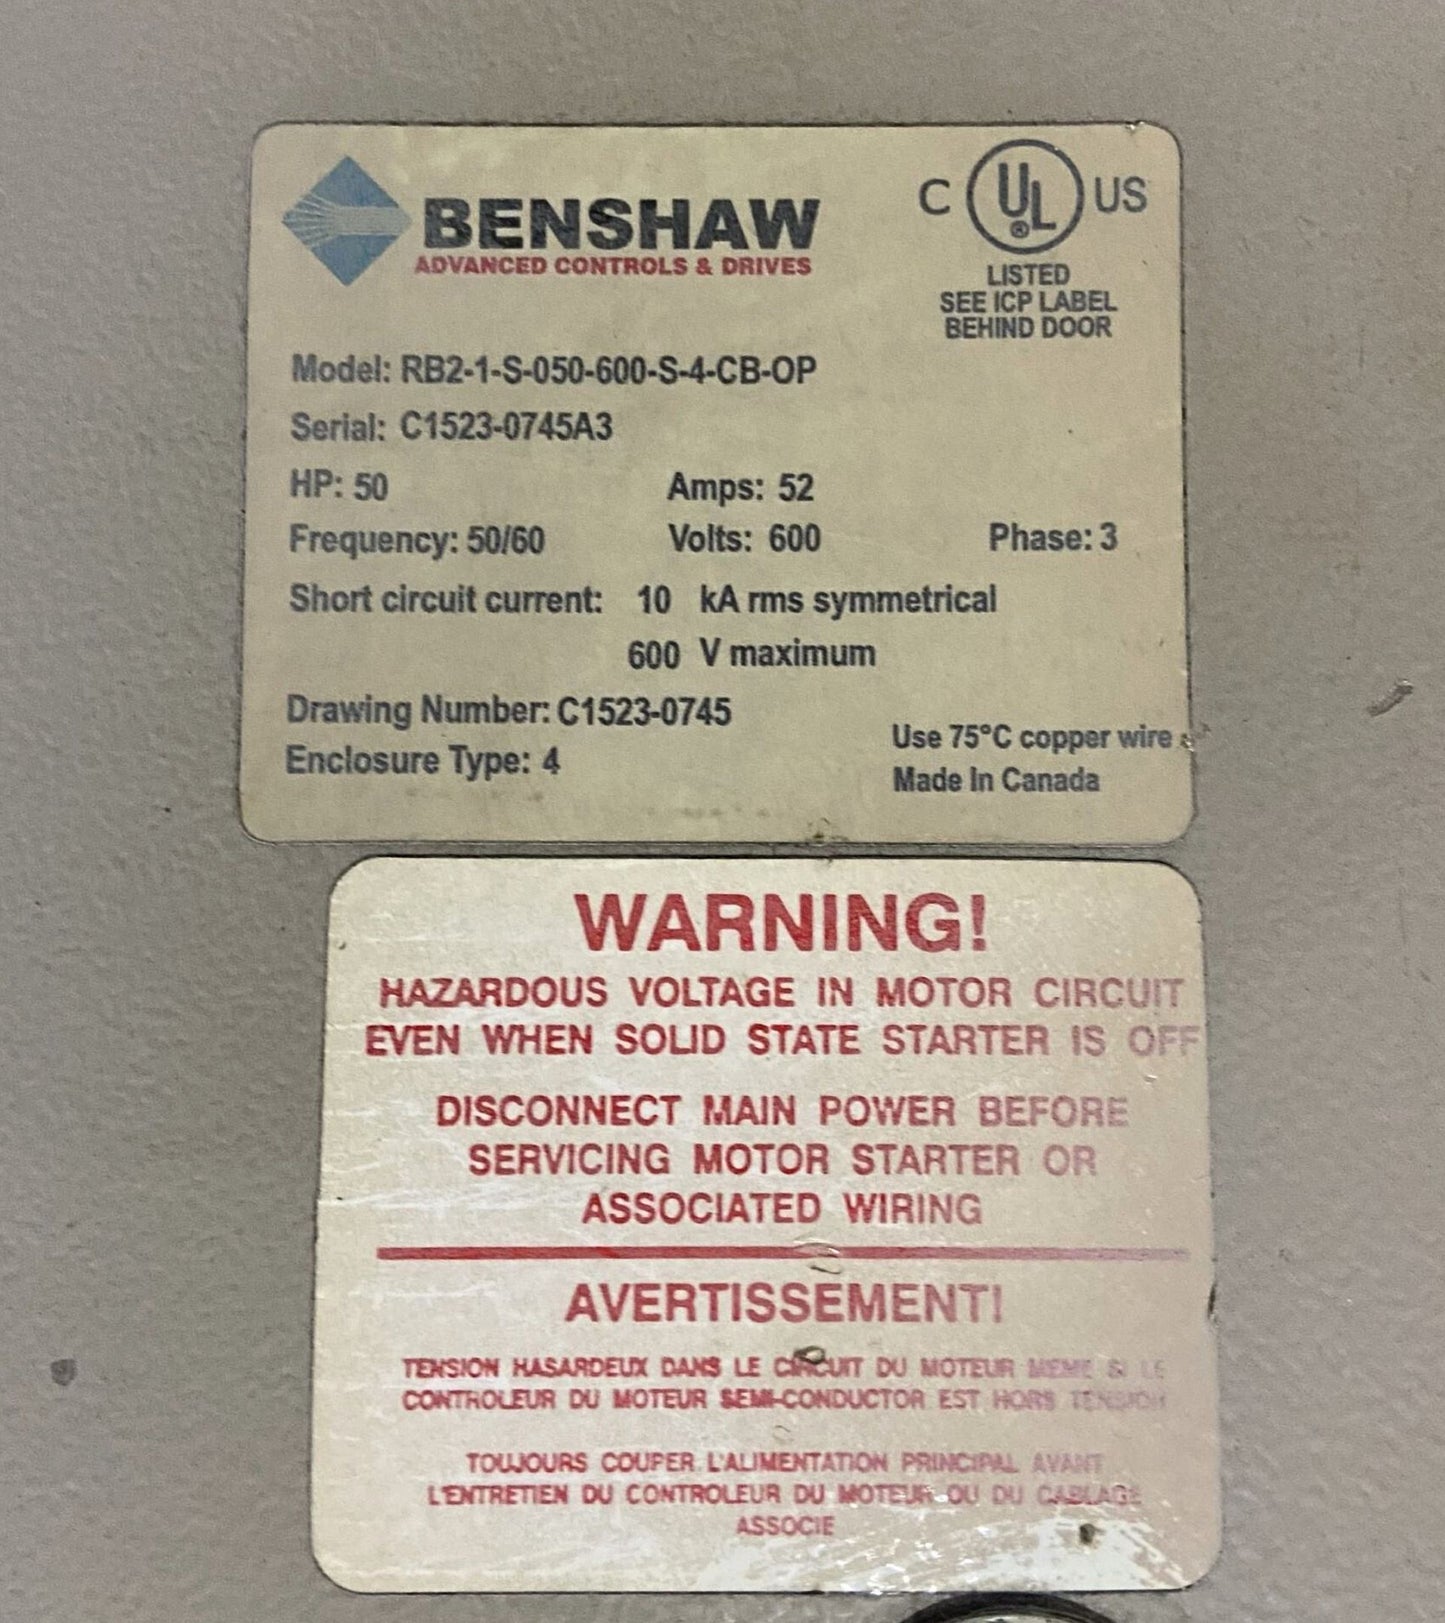 BENSHAW
ADVANCED CONTROLS & DRIVES
C UL ® US
LISTED
SEE ICP LABEL
BEHIND DOOR
Model: RB2-1-S-050-600-S-4-CB-OP
Serial: C1523-0745A3
HP: 50 Amps: 52
Frequency: 50/60 Volts: 600 Phase: 3
Short circuit current: 10 kA rms symmetrical
600 V maximum
Drawing Number: C1523-0745
Enclosure Type: 4
Use 75°C copper wire
Made In Canada
WARNING!
HAZARDOUS VOLTAGE IN MOTOR CIRCUIT
EVEN WHEN SOLID STATE STARTER IS OFF
DISCONNECT MAIN POWER BEFORE
SERVICING MOTOR STARTER OR
ASSOCIATED WIRING
AVERTISSEMENT!
TENSION HASARDEUX DANS LE CIRCUIT DU MOTEUR MEME SI LE
CONTROLEUR DU MOTEUR SEMI-CONDUCTOR EST HORS TENSION
TOUJOURS COUPER L'ALIMENTATION PRINCIPAL AVANT
L'ENTRETIEN DU CONTROLEUR DU MOTEUR OU DU CABLAGE
ASSOCIE